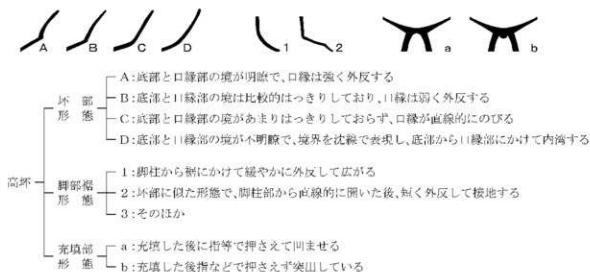 A B C D 1 2 a b
A:底部と口縁部の境が明瞭で、口縁は強く外反する
坏部形態
B:底部と口縁部の境は比較的はっきりしており、口縁は弱く外反する
C:底部と口縁部の境があまりはっきりしておらず、口縁が直線的にのびる
D:底部と口縁部の境が不明瞭で、境界を沈線で表現し、底部から口縁部にかけて内湾する
1:脚柱から裾にかけて緩やかに外反して広がる
高坏
脚部裾形態
2:坏部に似た形態で、脚柱部から直線的に開いた後、短く外反して接地する
3:そのほか
充填部形態
a:充填した後に指等で押さえて凹ませる
b:充填した後指などで押さえず突出している